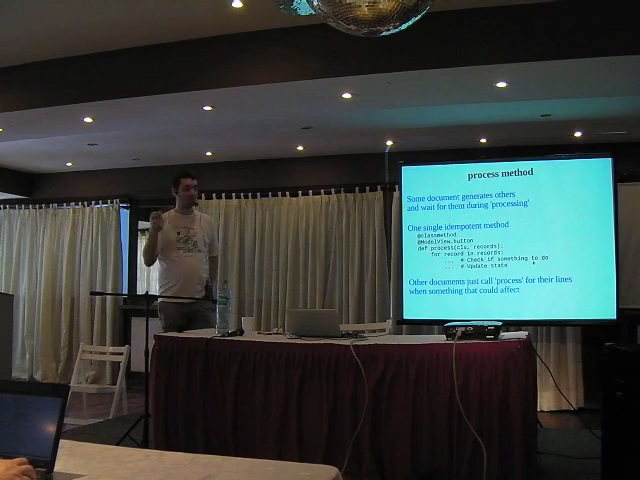 process method
Some document generates others
and wait for them during 'processing'
One single idempotent method
@classmethod
@ModelView.button
def process(cls, records):
for record in records:
... # Check if something to do
... # Update state
Other documents just call 'process' for their lines
when something that could affect